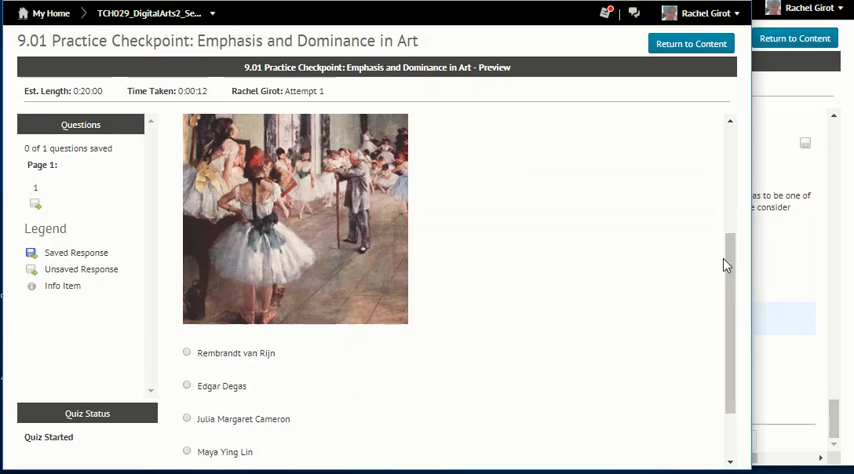 My Home
TCH029_DigitalArts2_Se...
Rachel Girot
Rachel Girot
9.01 Practice Checkpoint: Emphasis and Dominance in Art
Return to Content
Return to Content
9.01 Practice Checkpoint: Emphasis and Dominance in Art - Preview
Est. Length: 0:20:00 Time Taken: 0:00:12 Rachel Girot: Attempt 1
Questions
0 of 1 questions saved
Page 1:
1
Legend
Saved Response
Unsaved Response
Info Item
as to be one of
consider
Rembrandt van Rijn
Edgar Degas
Julia Margaret Cameron
Maya Ying Lin
Quiz Status
Quiz Started